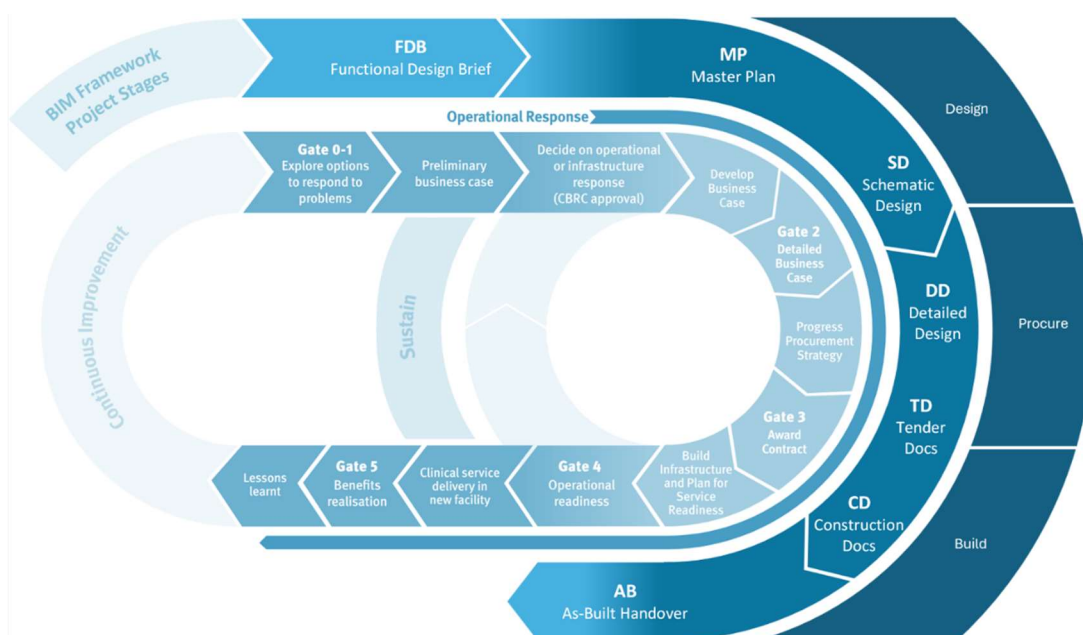 BIM Framework
Project Stages
FDB
Functional Design Brief
MP
Master Plan
SD
Schematic
Design
DD
Detailed
Design
TD
Tender
Docs
CD
Construction
Docs
AB
As-Built Handover
Design
Procure
Build
Operational Response
Continuous Improvement
Gate 0-1
Explore options
to respond to
problems
Preliminary
business case
Decide on operational
or infrastructure
response
(CBRC approval)
Develop
Business
Case
Gate 2
Detailed
Business
Case
Progress
Procurement
Strategy
Gate 3
Award
Contract
Build
Infrastructure
and Plan for
Service
Readiness
Gate 4
Operational
readiness
Clinical service
delivery in
new facility
Gate 5
Benefits
realisation
Lessons
learnt
Sustain